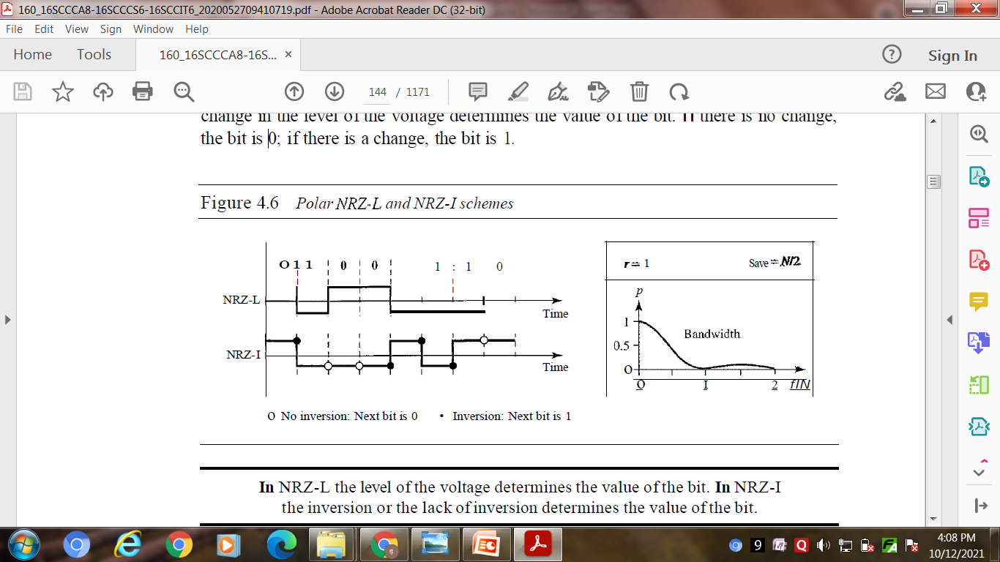 160_16SCCCA8-16SCCCS6-16SCCIT6_2020052709410719.pdf - Adobe Acrobat Reader DC (32-bit)
File Edit View Sign Window Help
Home Tools 160_16SCCCA8-16S... × ? Sign In
144 / 1171
change in the level of the voltage determines the value of the bit. If there is no change,
the bit is 0; if there is a change, the bit is 1.
Figure 4.6 Polar NRZ-L and NRZ-I schemes
O 1 1 0 0 1 : 1 0
r = 1 Save = N/2
NRZ-L
Time
NRZ-I
Time
p
1
0.5
O
Bandwidth
O I 2 f/N
O No inversion: Next bit is 0 • Inversion: Next bit is 1
In NRZ-L the level of the voltage determines the value of the bit. In NRZ-I
the inversion or the lack of inversion determines the value of the bit.
9 Q
4:08 PM
10/12/2021